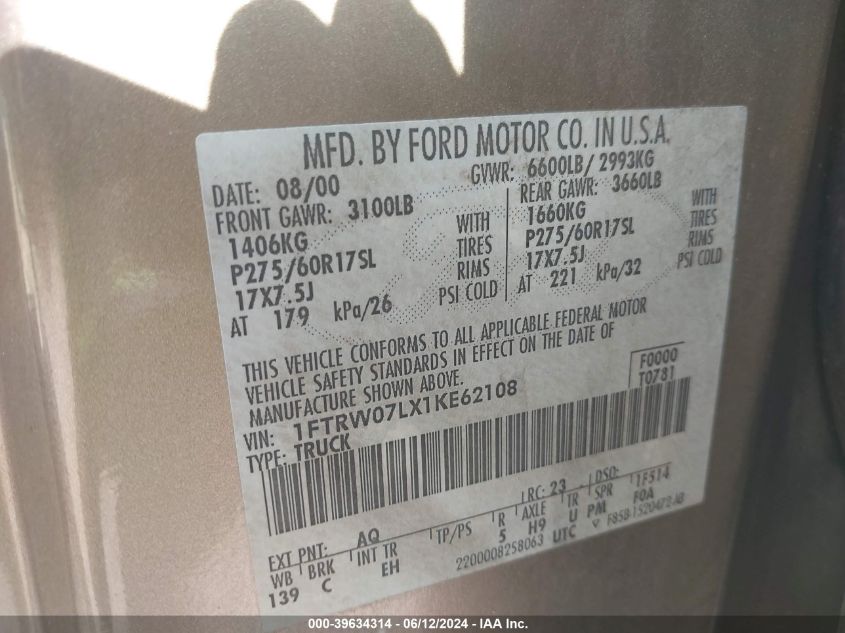 MFD. BY FORD MOTOR CO. IN U.S.A.
DATE: 08/00 GVWR: 6600LB/ 2993KG
FRONT GAWR: 3100LB REAR GAWR: 3660LB
1406KG WITH 1660KG WITH
P275/60R17SL TIRES P275/60R17SL TIRES
17X7.5J RIMS 17X7.5J RIMS
AT 179 kPa/26 PSI COLD AT 221 kPa/32 PSI COLD
THIS VEHICLE CONFORMS TO ALL APPLICABLE FEDERAL MOTOR
VEHICLE SAFETY STANDARDS IN EFFECT ON THE DATE OF
MANUFACTURE SHOWN ABOVE.
F0000
T0781
VIN: 1FTRW07LX1KE62108
TYPE: TRUCK
EXT PNT: AQ RC: 23 DSO:
WB BRK INT TR TP/PS R AXLE TR SPR 1F514
139 C EH 5 H9 U PM F0A
2200008258063 UTC F85B-1520472-AB
000-39634314 - 06/12/2024 - IAA Inc.